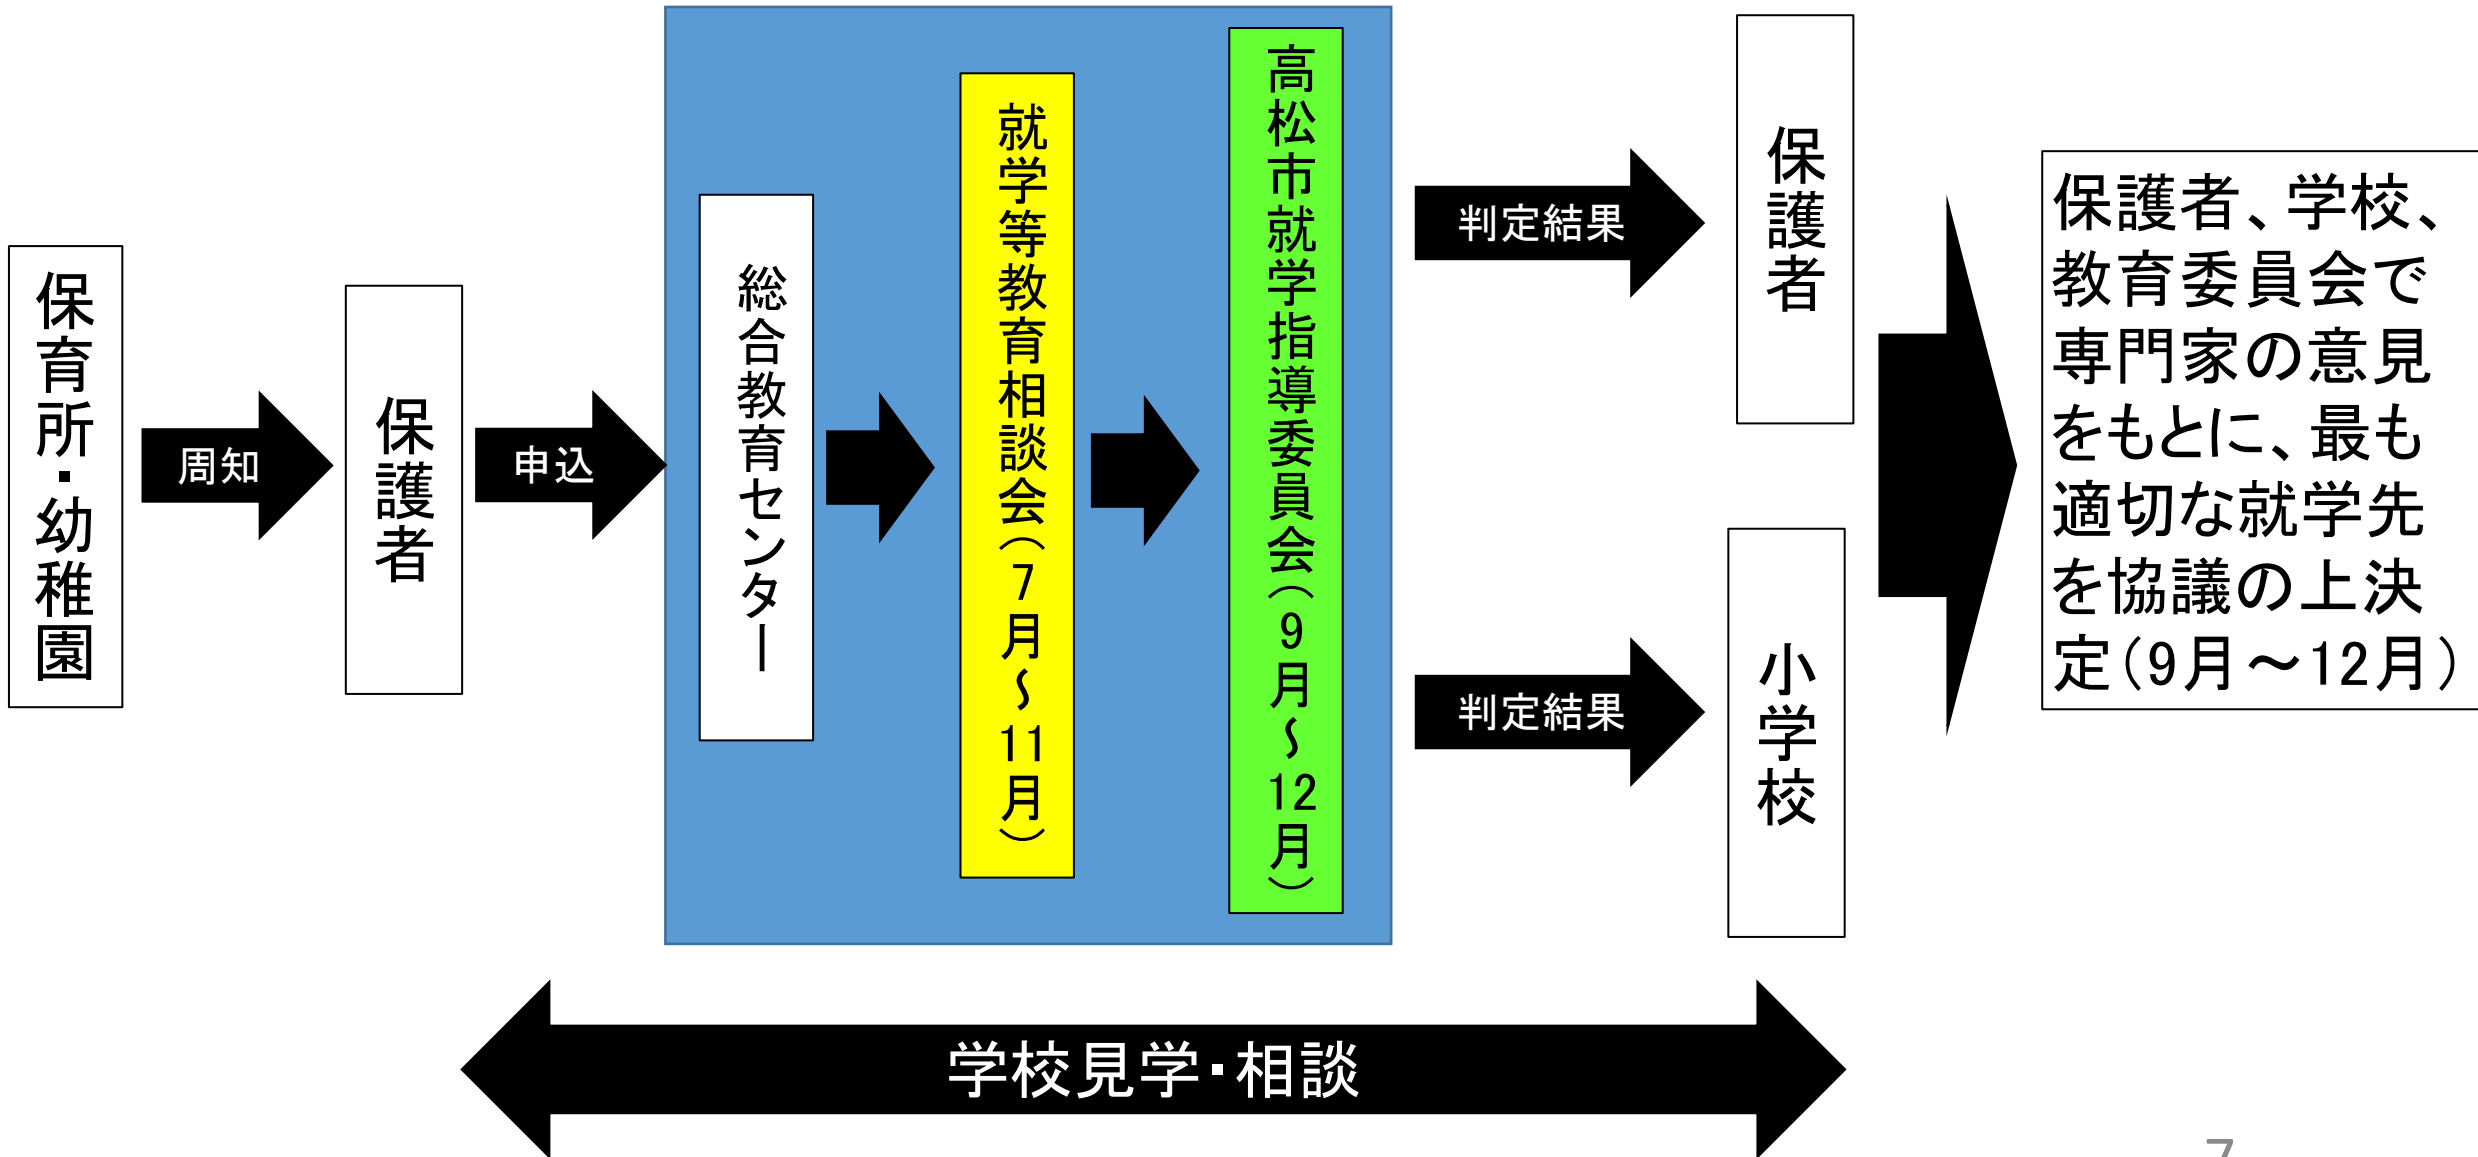 保育所・幼稚園
周知
保護者
申込
総合教育センター
就学等教育相談会(7月～11月)
高松市就学指導委員会(9月～12月)
判定結果
保護者
判定結果
小学校
保護者、学校、
教育委員会で
専門家の意見
をもとに、最も
適切な就学先
を協議の上決
定(9月～12月)
学校見学・相談